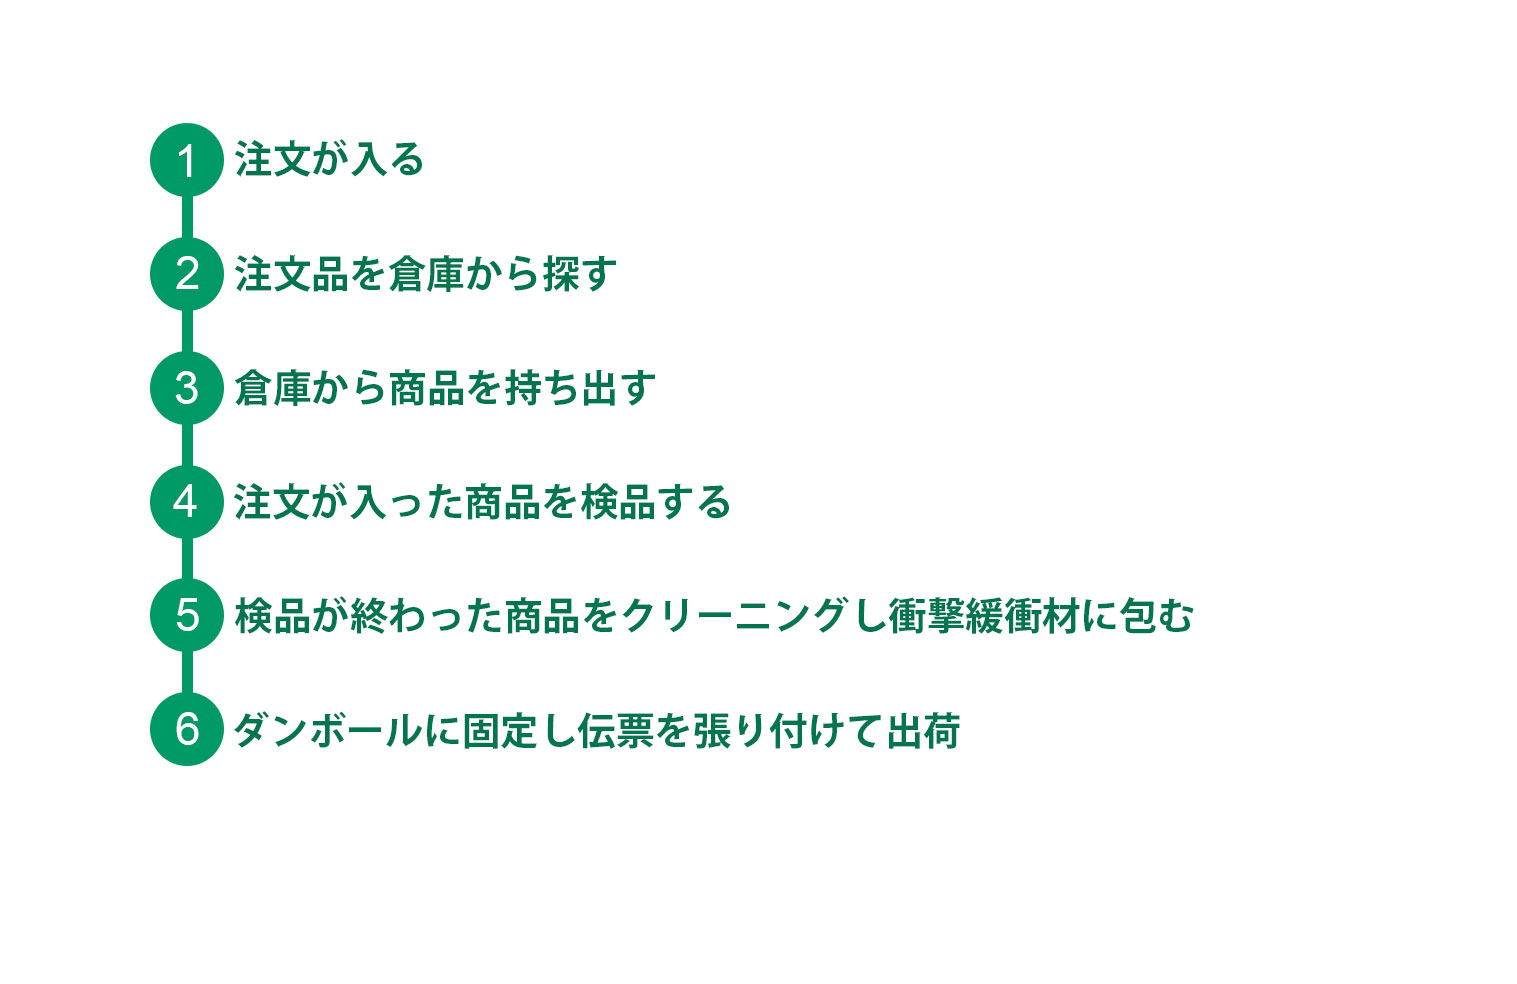 1 注文が入る
2 注文品を倉庫から探す
3 倉庫から商品を持ち出す
4 注文が入った商品を検品する
5 検品が終わった商品をクリーニングし衝撃緩衝材に包む
6 ダンボールに固定し伝票を張り付けて出荷